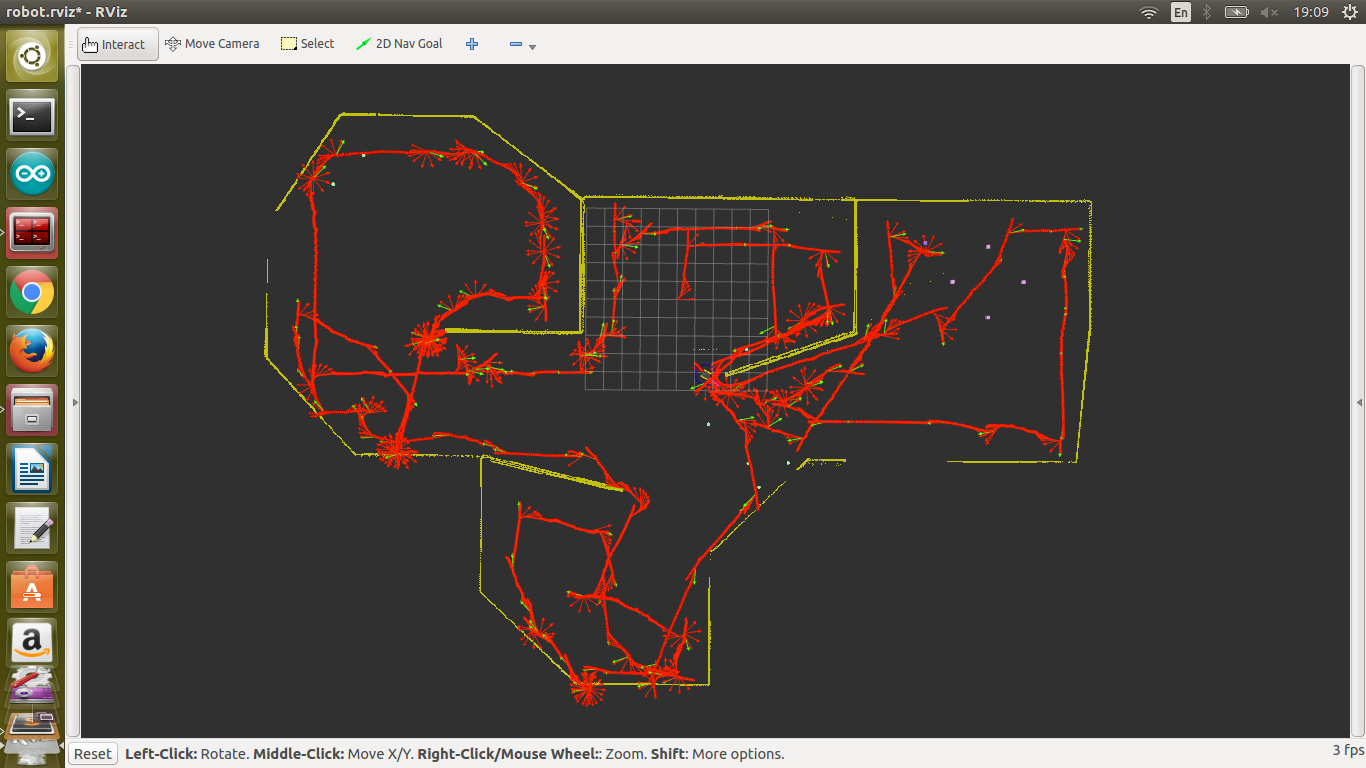 robot.rviz* - RViz
En
19:09
Interact
Move Camera
Select
2D Nav Goal
Reset
Left-Click: Rotate. Middle-Click: Move X/Y. Right-Click/Mouse Wheel:: Zoom. Shift: More options.
3 fps